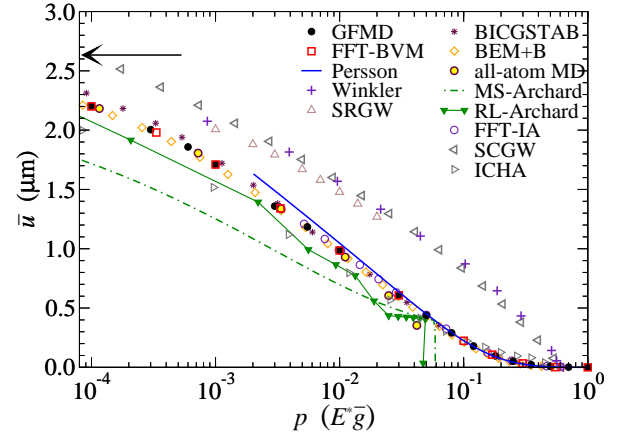 3.0
2.5
2.0
1.5
1.0
0.5
0.0
ū (μm)
GFMD
FFT-BVM
Persson
Winkler
SRGW
BICGSTAB
BEM+B
all-atom MD
MS-Archard
RL-Archard
FFT-IA
SCGW
ICHA
10⁻⁴
10⁻³
10⁻²
10⁻¹
10⁰
p (E*g̅)